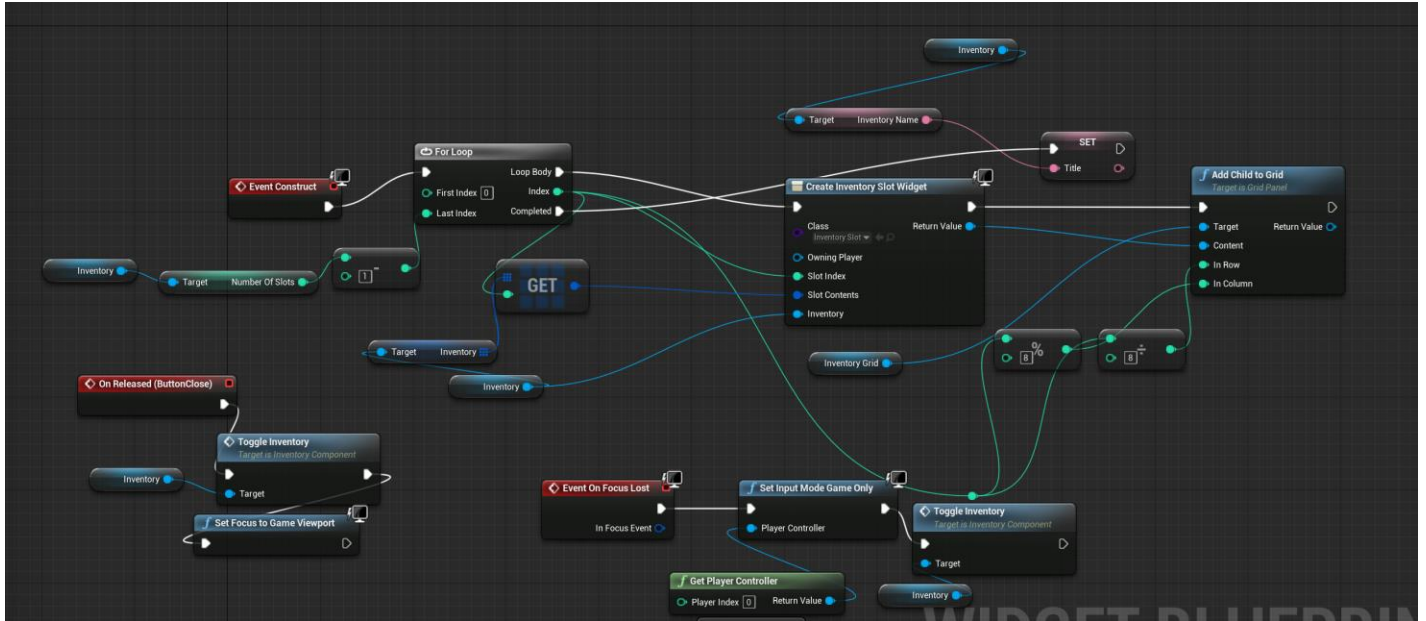 Inventory
Target Inventory Name
SET
Title
For Loop
Loop Body
First Index 0 Index
Last Index Completed
Event Construct
Create Inventory Slot Widget
Class
Inventory Slot
Return Value
Owning Player
Slot Index
Slot Contents
Inventory
Add Child to Grid
Target is Grid Panel
Target Return Value
Content
In Row
In Column
Inventory
Target Number Of Slots
1 -
GET
Target Inventory
Inventory
Inventory Grid
8 %
8 ÷
On Released (ButtonClose)
Toggle Inventory
Target is Inventory Component
Target
Inventory
Set Focus to Game Viewport
Event On Focus Lost
In Focus Event
Set Input Mode Game Only
Player Controller
Toggle Inventory
Target is Inventory Component
Target
Get Player Controller
Player Index 0 Return Value
Inventory